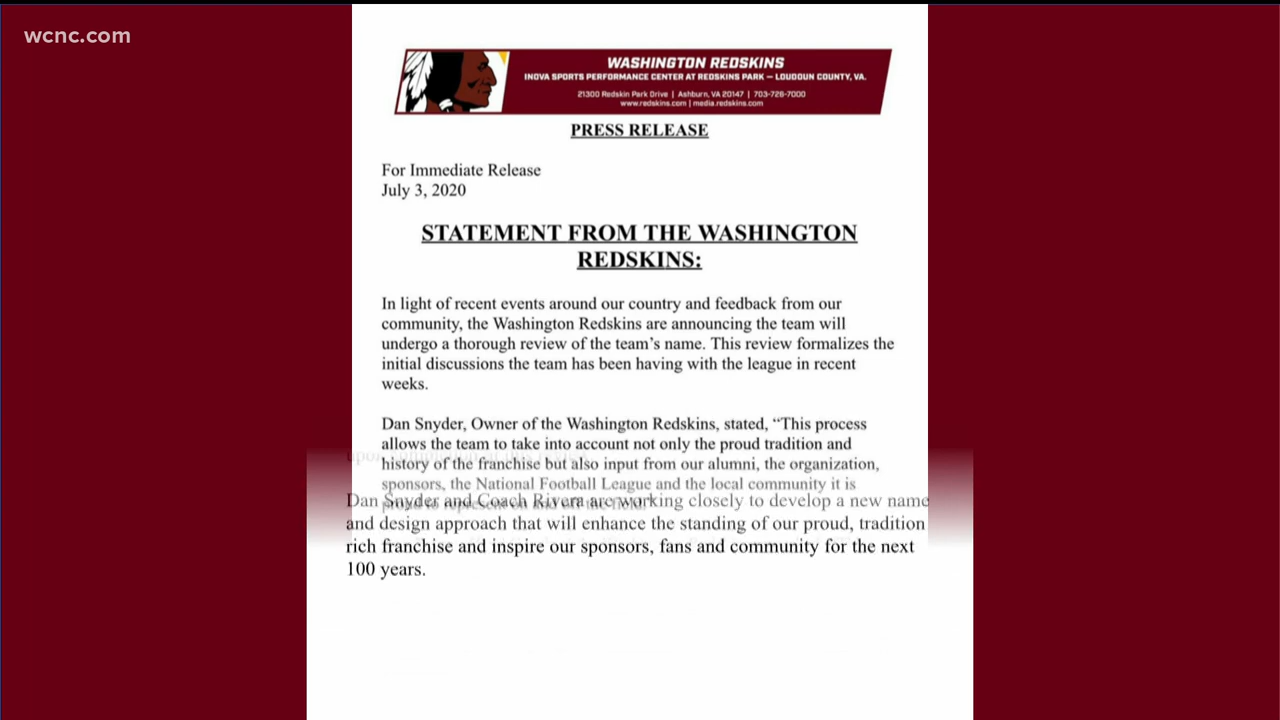 wcnc.com
WASHINGTON REDSKINS
INOVA SPORTS PERFORMANCE CENTER AT REDSKINS PARK — LOUDOUN COUNTY, VA.
21300 Redskin Park Drive | Ashburn, VA 20147 | 703-726-7000
www.redskins.com | media.redskins.com
PRESS RELEASE
For Immediate Release
July 3, 2020
STATEMENT FROM THE WASHINGTON
REDSKINS:
In light of recent events around our country and feedback from our
community, the Washington Redskins are announcing the team will
undergo a thorough review of the team’s name. This review formalizes the
initial discussions the team has been having with the league in recent
weeks.
Dan Snyder, Owner of the Washington Redskins, stated, “This process
allows the team to take into account not only the proud tradition and
history of the franchise but also input from our alumni, the organization,
sponsors, the National Football League and the local community it is
Dan Snyder and Coach Rivera are working closely to develop a new name
and design approach that will enhance the standing of our proud, tradition
rich franchise and inspire our sponsors, fans and community for the next
100 years.